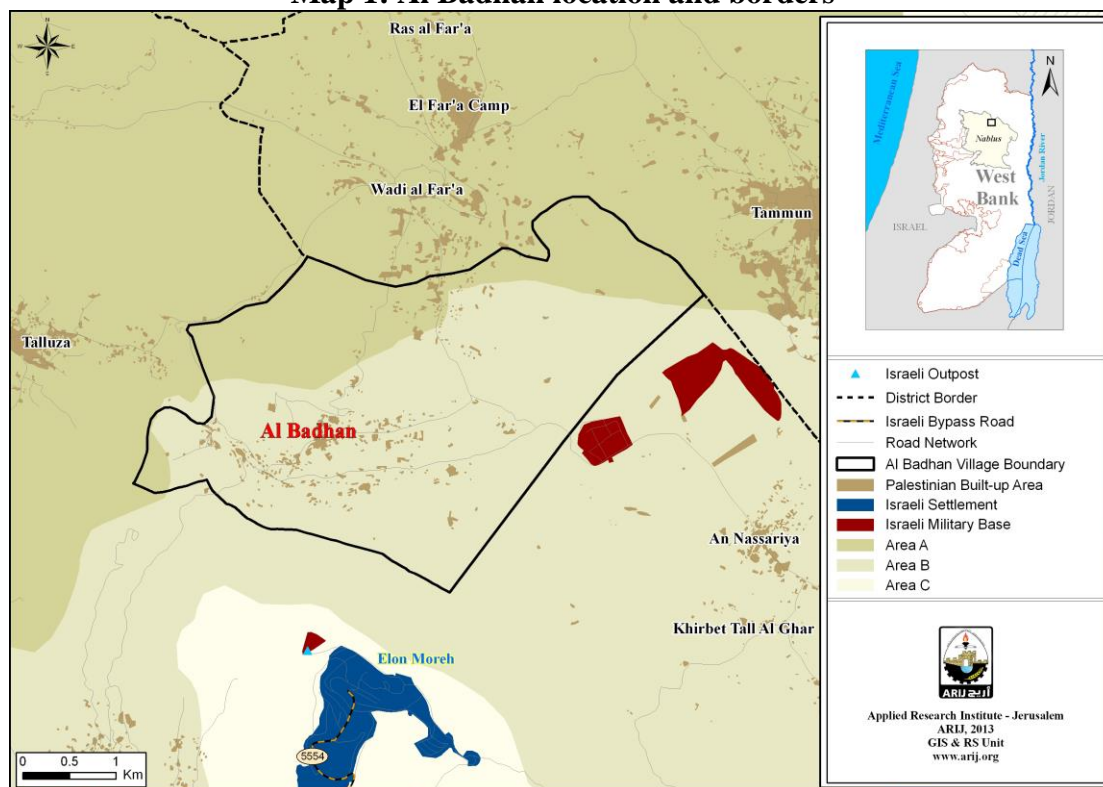 Map 1: Al Badhan location and borders
Ras al Far'a
El Far'a Camp
Wadi al Far'a
Tammun
Talluza
Al Badhan
An Nassariya
Khirbet Tall Al Ghar
Elon Moreh
5554
0 0.5 1
Km
N
Mediterranean Sea
Nablus
West
Bank
Jordan River
JORDAN
ISRAEL
Dead Sea
Israeli Outpost
District Border
Israeli Bypass Road
Road Network
Al Badhan Village Boundary
Palestinian Built-up Area
Israeli Settlement
Israeli Military Base
Area A
Area B
Area C
ARIJ أريج
Applied Research Institute - Jerusalem
ARIJ, 2013
GIS & RS Unit
www.arij.org